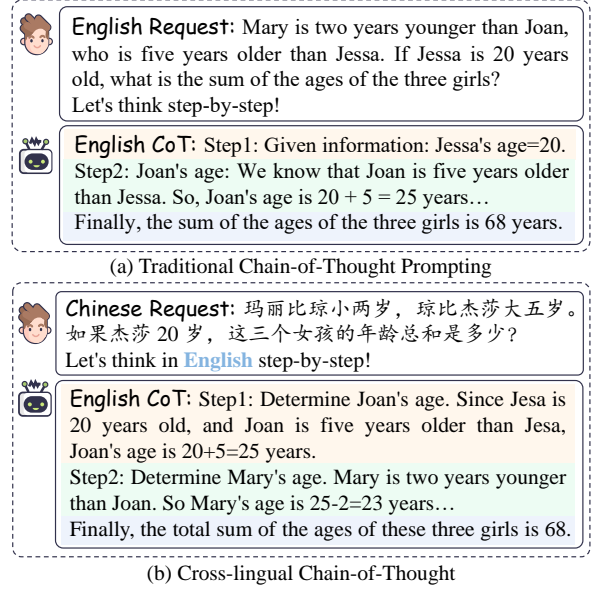 English Request: Mary is two years younger than Joan,
who is five years older than Jessa. If Jessa is 20 years
old, what is the sum of the ages of the three girls?
Let's think step-by-step!
English CoT: Step1: Given information: Jessa's age=20.
Step2: Joan's age: We know that Joan is five years older
than Jessa. So, Joan's age is 20 + 5 = 25 years…
Finally, the sum of the ages of the three girls is 68 years.
(a) Traditional Chain-of-Thought Prompting
Chinese Request: 玛丽比琼小两岁，琼比杰莎大五岁。
如果杰莎 20 岁，这三个女孩的年龄总和是多少？
Let's think in English step-by-step!
English CoT: Step1: Determine Joan's age. Since Jesa is
20 years old, and Joan is five years older than Jesa,
Joan's age is 20+5=25 years.
Step2: Determine Mary's age. Mary is two years younger
than Joan. So Mary's age is 25-2=23 years…
Finally, the total sum of the ages of these three girls is 68.
(b) Cross-lingual Chain-of-Thought